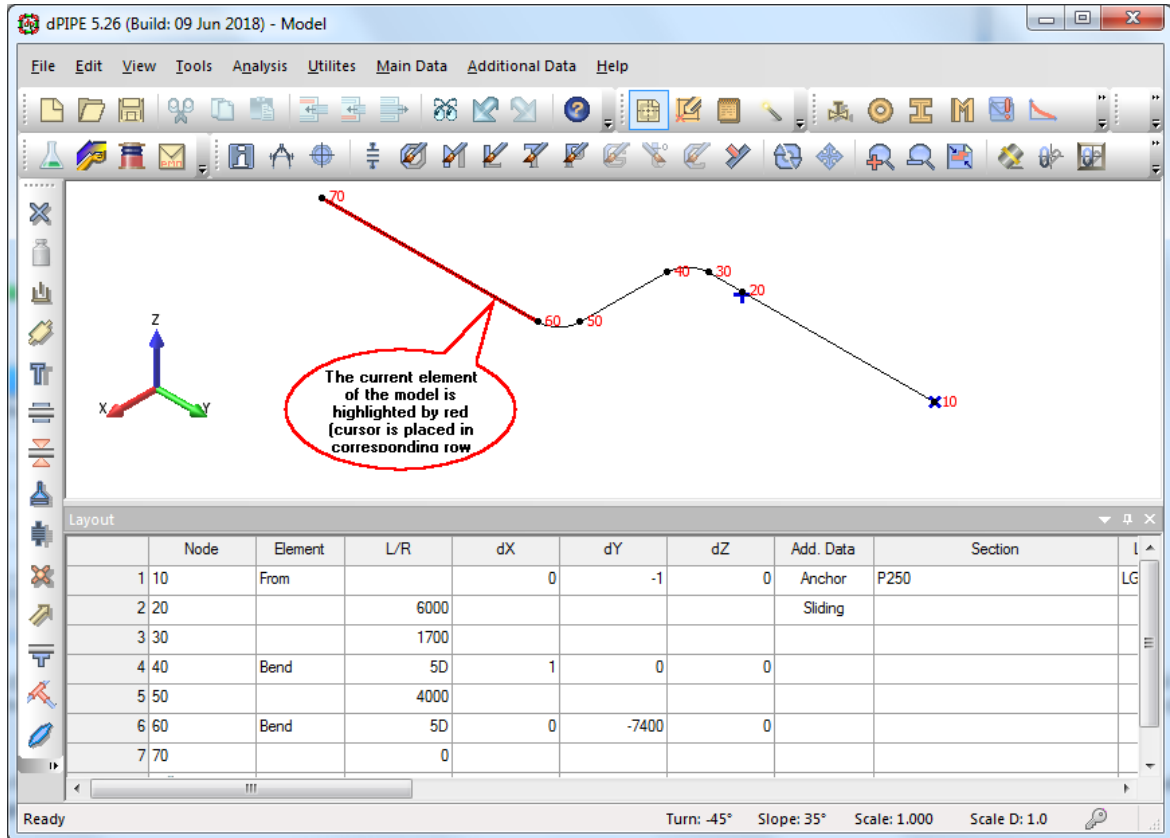 dPIPE 5.26 (Build: 09 Jun 2018) - Model
File Edit View Tools Analysis Utilites Main Data Additional Data Help
70
40 30
20
60 50
10
Z
X Y
The current element
of the model is
highlighted by red
(cursor is placed in
corresponding row
Layout
Node Element L/R dX dY dZ Add. Data Section
1 10 From 0 -1 0 Anchor P250 LG
2 20 6000 Sliding
3 30 1700
4 40 Bend 5D 1 0 0
5 50 4000
6 60 Bend 5D 0 -7400 0
7 70 0
Ready Turn: -45° Slope: 35° Scale: 1.000 Scale D: 1.0